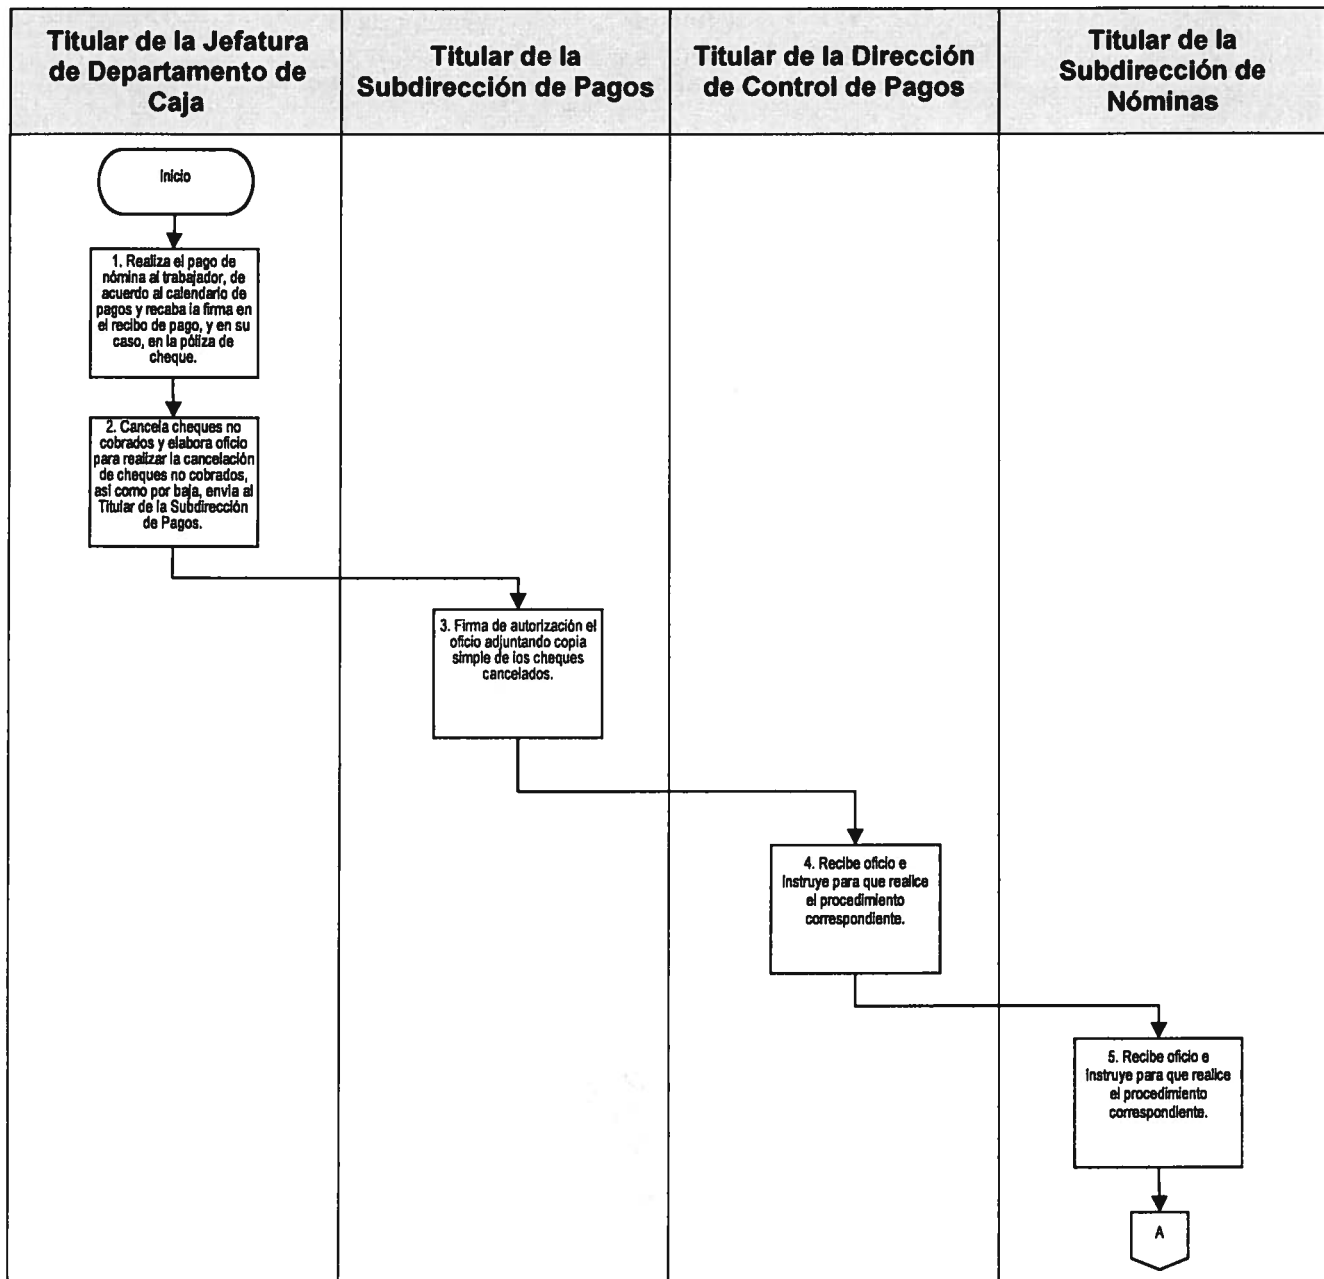 Titular de la Jefatura
de Departamento de
Caja
Titular de la
Subdirección de Pagos
Titular de la Dirección
de Control de Pagos
Titular de la
Subdirección de
Nóminas
Inicio
1. Realiza el pago de
nómina al trabajador, de
acuerdo al calendario de
pagos y recaba la firma en
el recibo de pago, y en su
caso, en la póliza de
cheque.
2. Cancela cheques no
cobrados y elabora oficio
para realizar la cancelación
de cheques no cobrados,
así como por baja, envía al
Titular de la Subdirección
de Pagos.
3. Firma de autorización el
oficio adjuntando copia
simple de los cheques
cancelados.
4. Recibe oficio e
instruye para que realice
el procedimiento
correspondiente.
5. Recibe oficio e
instruye para que realice
el procedimiento
correspondiente.
A